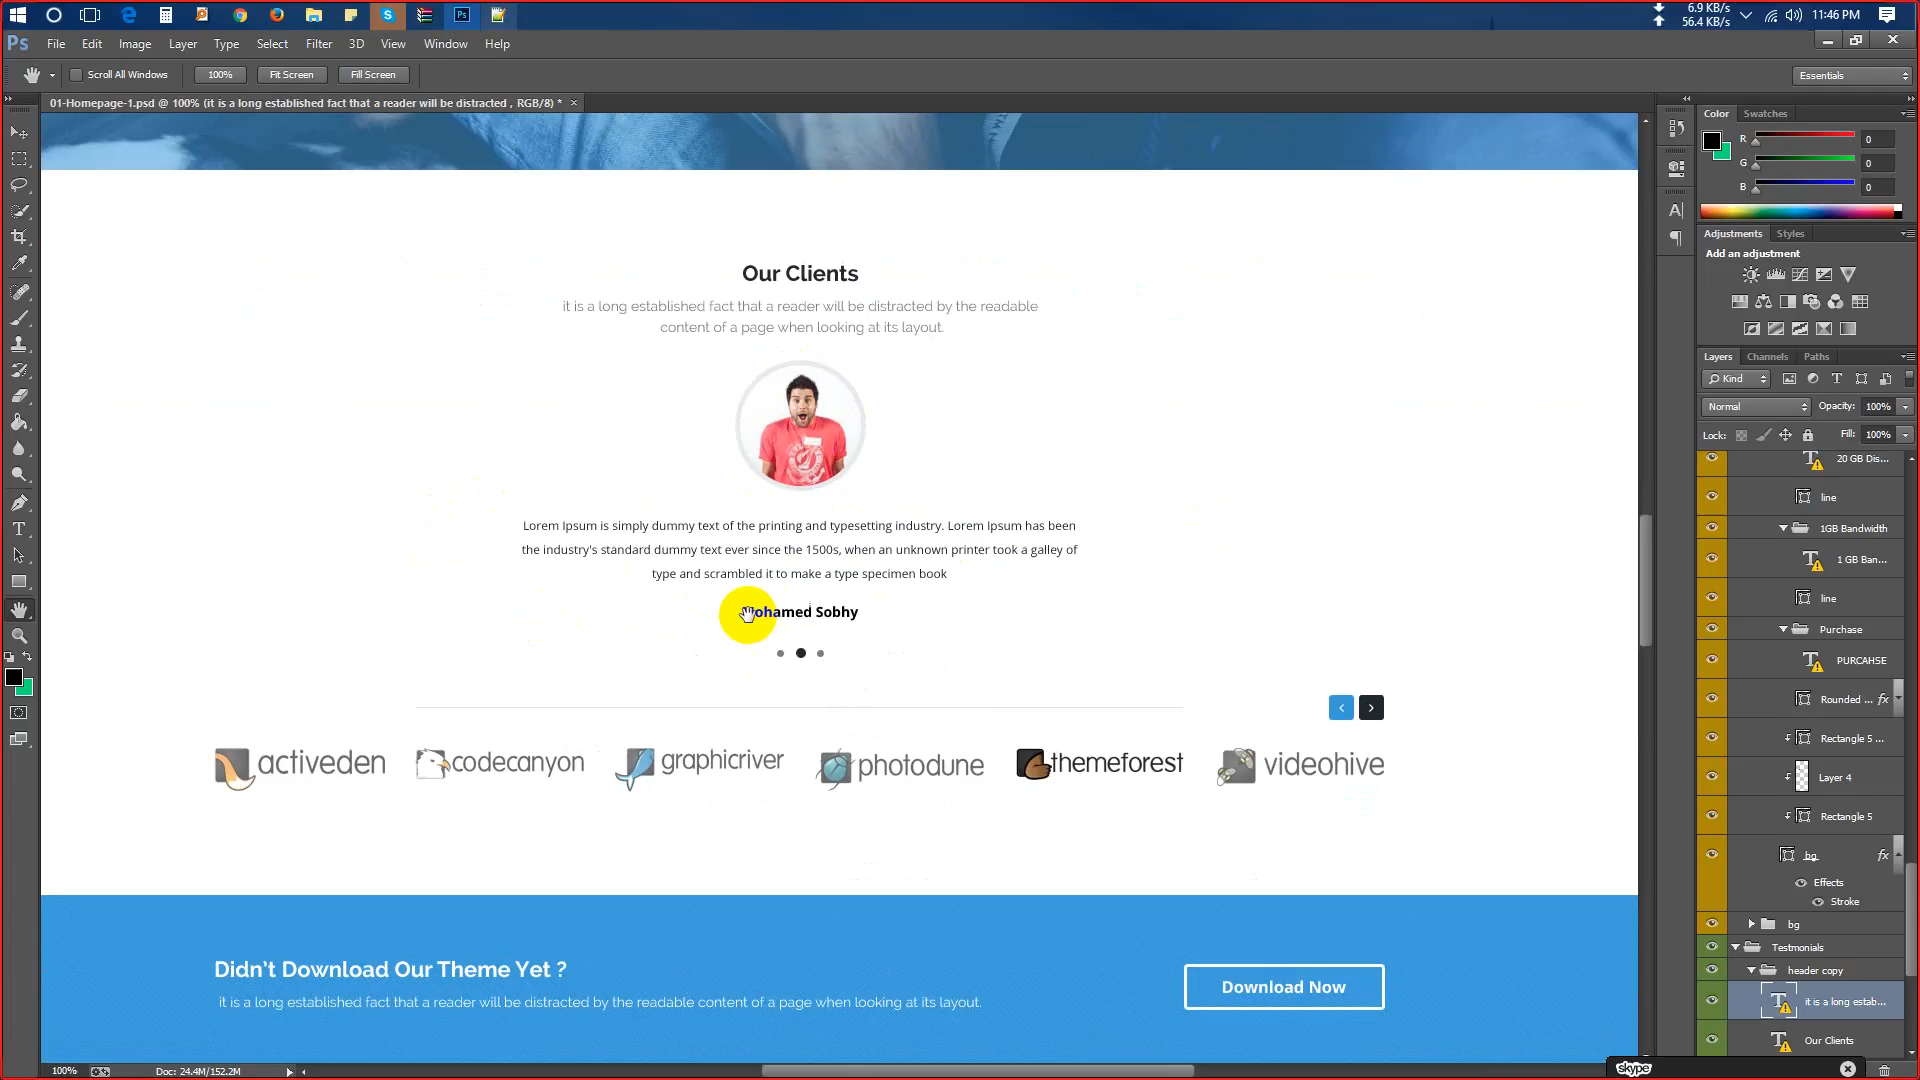 6.9 KB/s
56.4 KB/s
11:46 PM
Ps
File Edit Image Layer Type Select Filter 3D View Window Help
Scroll All Windows
100%
Fit Screen
Fill Screen
Essentials
01-Homepage-1.psd @ 100% (it is a long established fact that a reader will be distracted , RGB/8) * ×
Our Clients
it is a long established fact that a reader will be distracted by the readable
content of a page when looking at its layout.
Lorem Ipsum is simply dummy text of the printing and typesetting industry. Lorem Ipsum has been
the industry's standard dummy text ever since the 1500s, when an unknown printer took a galley of
type and scrambled it to make a type specimen book
Mohamed Sobhy
activeden
codecanyon
graphicriver
photodune
themeforest
videohive
Didn't Download Our Theme Yet ?
it is a long established fact that a reader will be distracted by the readable content of a page when looking at its layout.
Download Now
100%
Doc: 24.4M/152.2M
Color Swatches
R 0
G 0
B 0
Adjustments Styles
Add an adjustment
Layers Channels Paths
Kind
Normal
Opacity: 100%
Lock:
Fill: 100%
20 GB Dis...
line
1GB Bandwidth
1 GB Ban...
line
Purchase
PURCAHSE
Rounded ... fx
Rectangle 5 ...
Layer 4
Rectangle 5
bg fx
Effects
Stroke
bg
Testmonials
header copy
it is a long estab...
Our Clients
skype